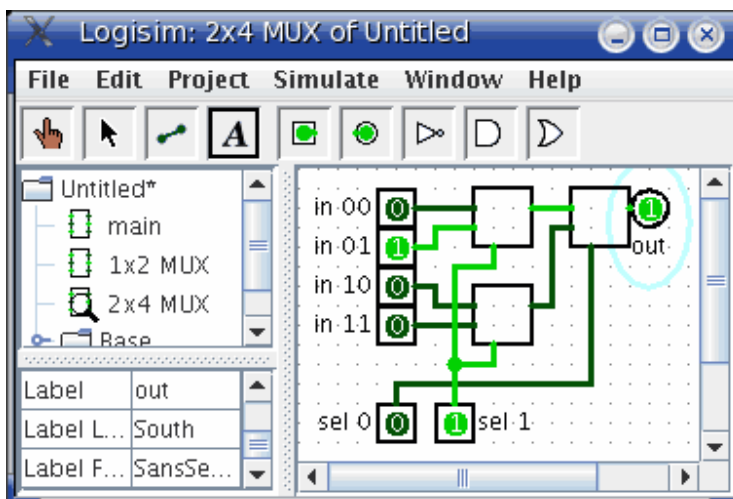 Logisim: 2x4 MUX of Untitled
File Edit Project Simulate Window Help
A
Untitled*
main
1x2 MUX
2x4 MUX
Base
in 00 0
in 01 1
in 10 0
in 11 0
1
out
sel 0 0
1 sel 1
Label out
Label L... South
Label F... SansSe...